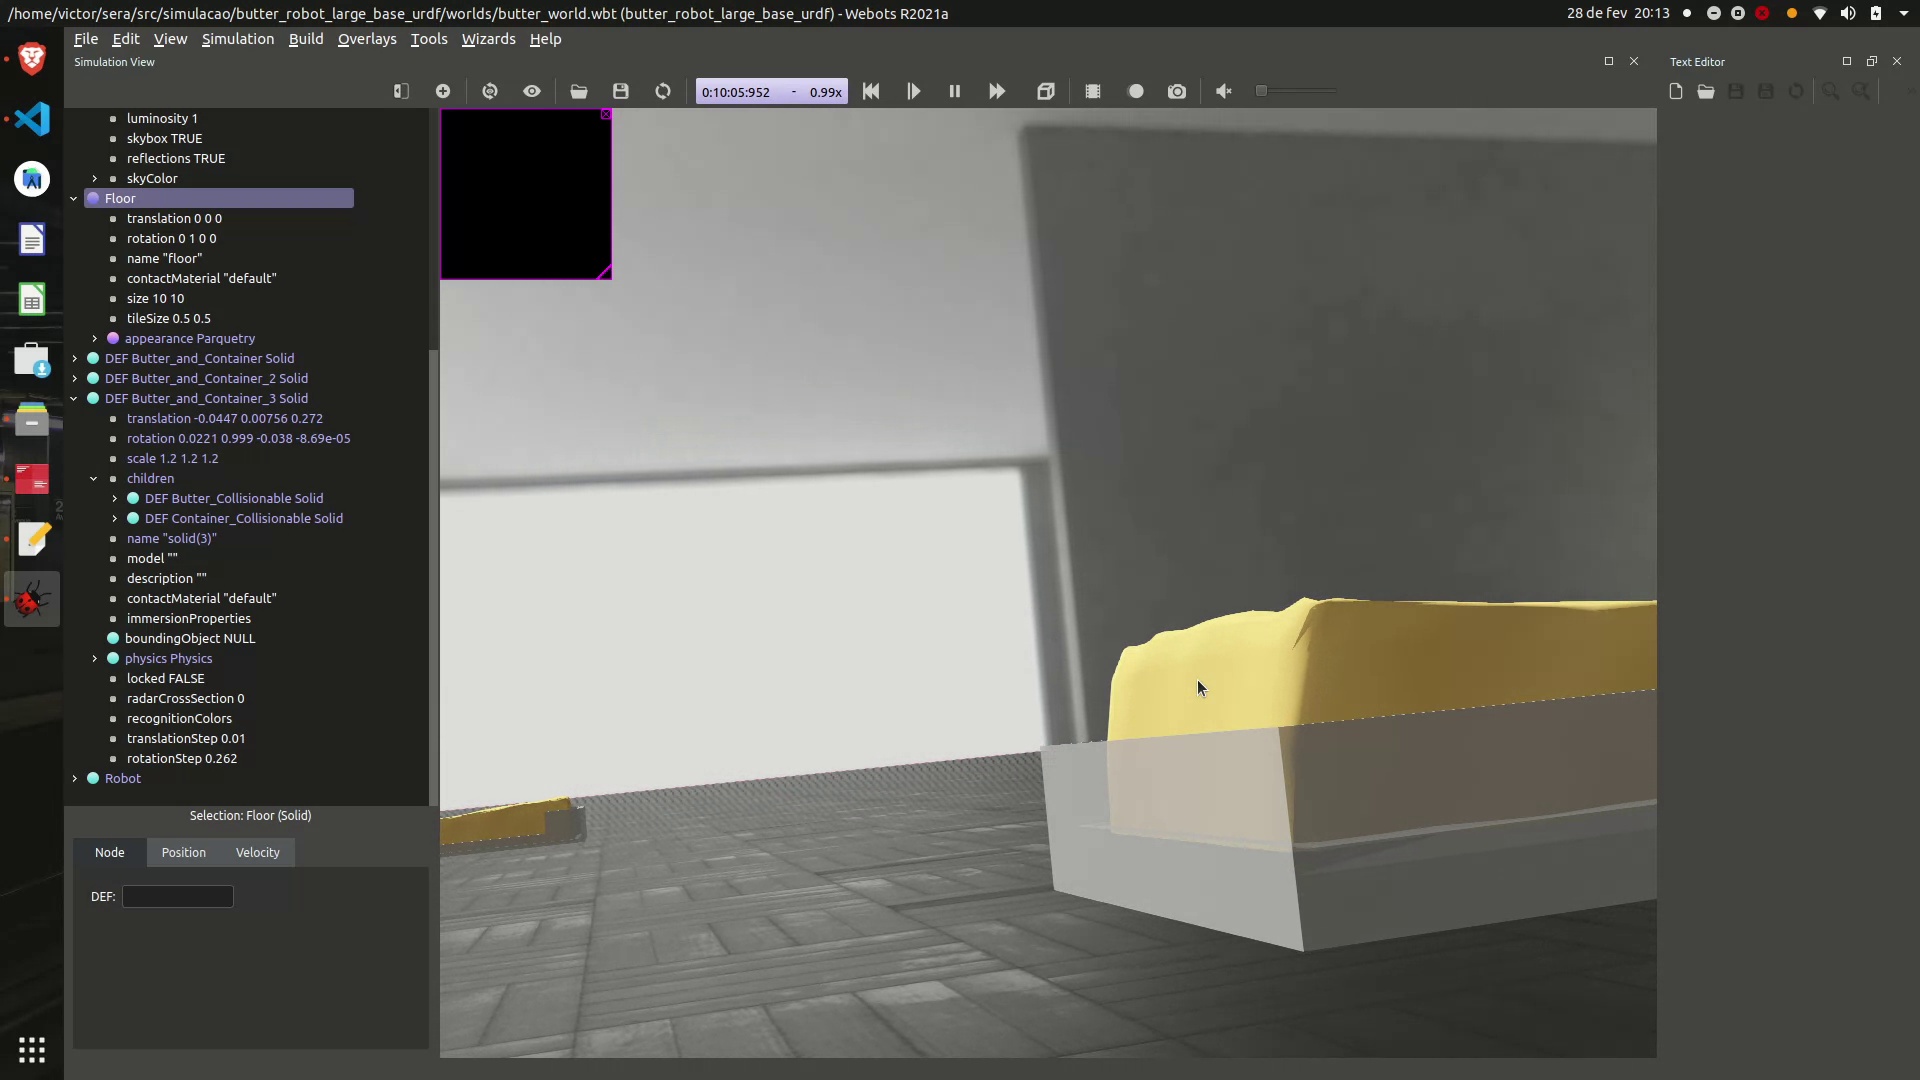 /home/victor/sera/src/simulacao/butter_robot_large_base_urdf/worlds/butter_world.wbt (butter_robot_large_base_urdf) - Webots R2021a
28 de fev 20:13
File Edit View Simulation Build Overlays Tools Wizards Help
Simulation View
Text Editor
0:10:05:952 - 0.99x
luminosity 1
skybox TRUE
reflections TRUE
skyColor
Floor
translation 0 0 0
rotation 0 1 0 0
name "floor"
contactMaterial "default"
size 10 10
tileSize 0.5 0.5
appearance Parquetry
DEF Butter_and_Container Solid
DEF Butter_and_Container_2 Solid
DEF Butter_and_Container_3 Solid
translation -0.0447 0.00756 0.272
rotation 0.0221 0.999 -0.038 -8.69e-05
scale 1.2 1.2 1.2
children
DEF Butter_Collisionable Solid
DEF Container_Collisionable Solid
name "solid(3)"
model ""
description ""
contactMaterial "default"
immersionProperties
boundingObject NULL
physics Physics
locked FALSE
radarCrossSection 0
recognitionColors
translationStep 0.01
rotationStep 0.262
Robot
Selection: Floor (Solid)
Node Position Velocity
DEF: